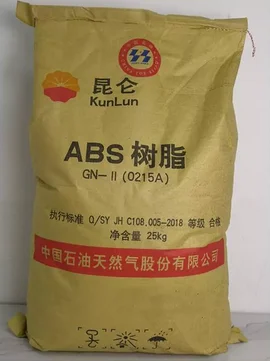 昆仑
KunLun
ABS 树脂
GN-II (0215A)
执行标准 Q/SY JH C108.005-2018 等级 合格
净含量 25kg
中国石油天然气股份有限公司